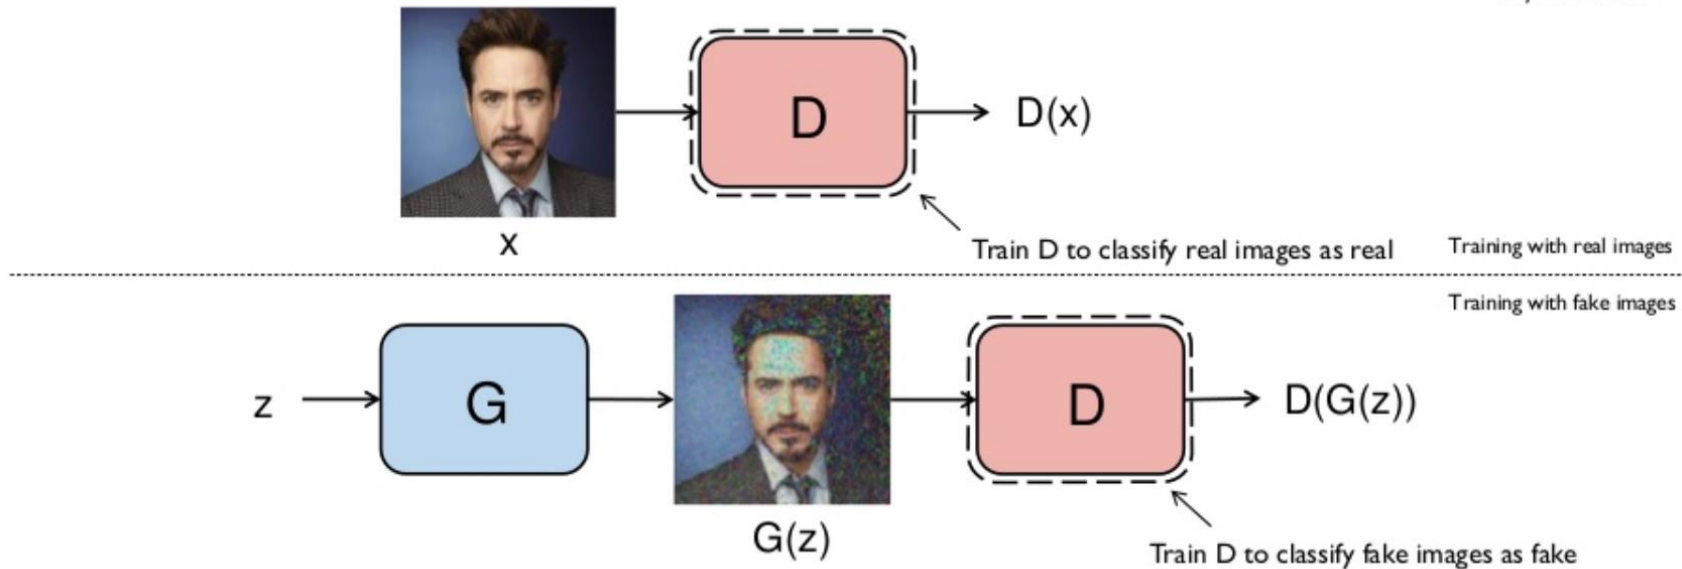 D
D(x)
x
Train D to classify real images as real
Training with real images
Training with fake images
z
G
D
D(G(z))
G(z)
Train D to classify fake images as fake